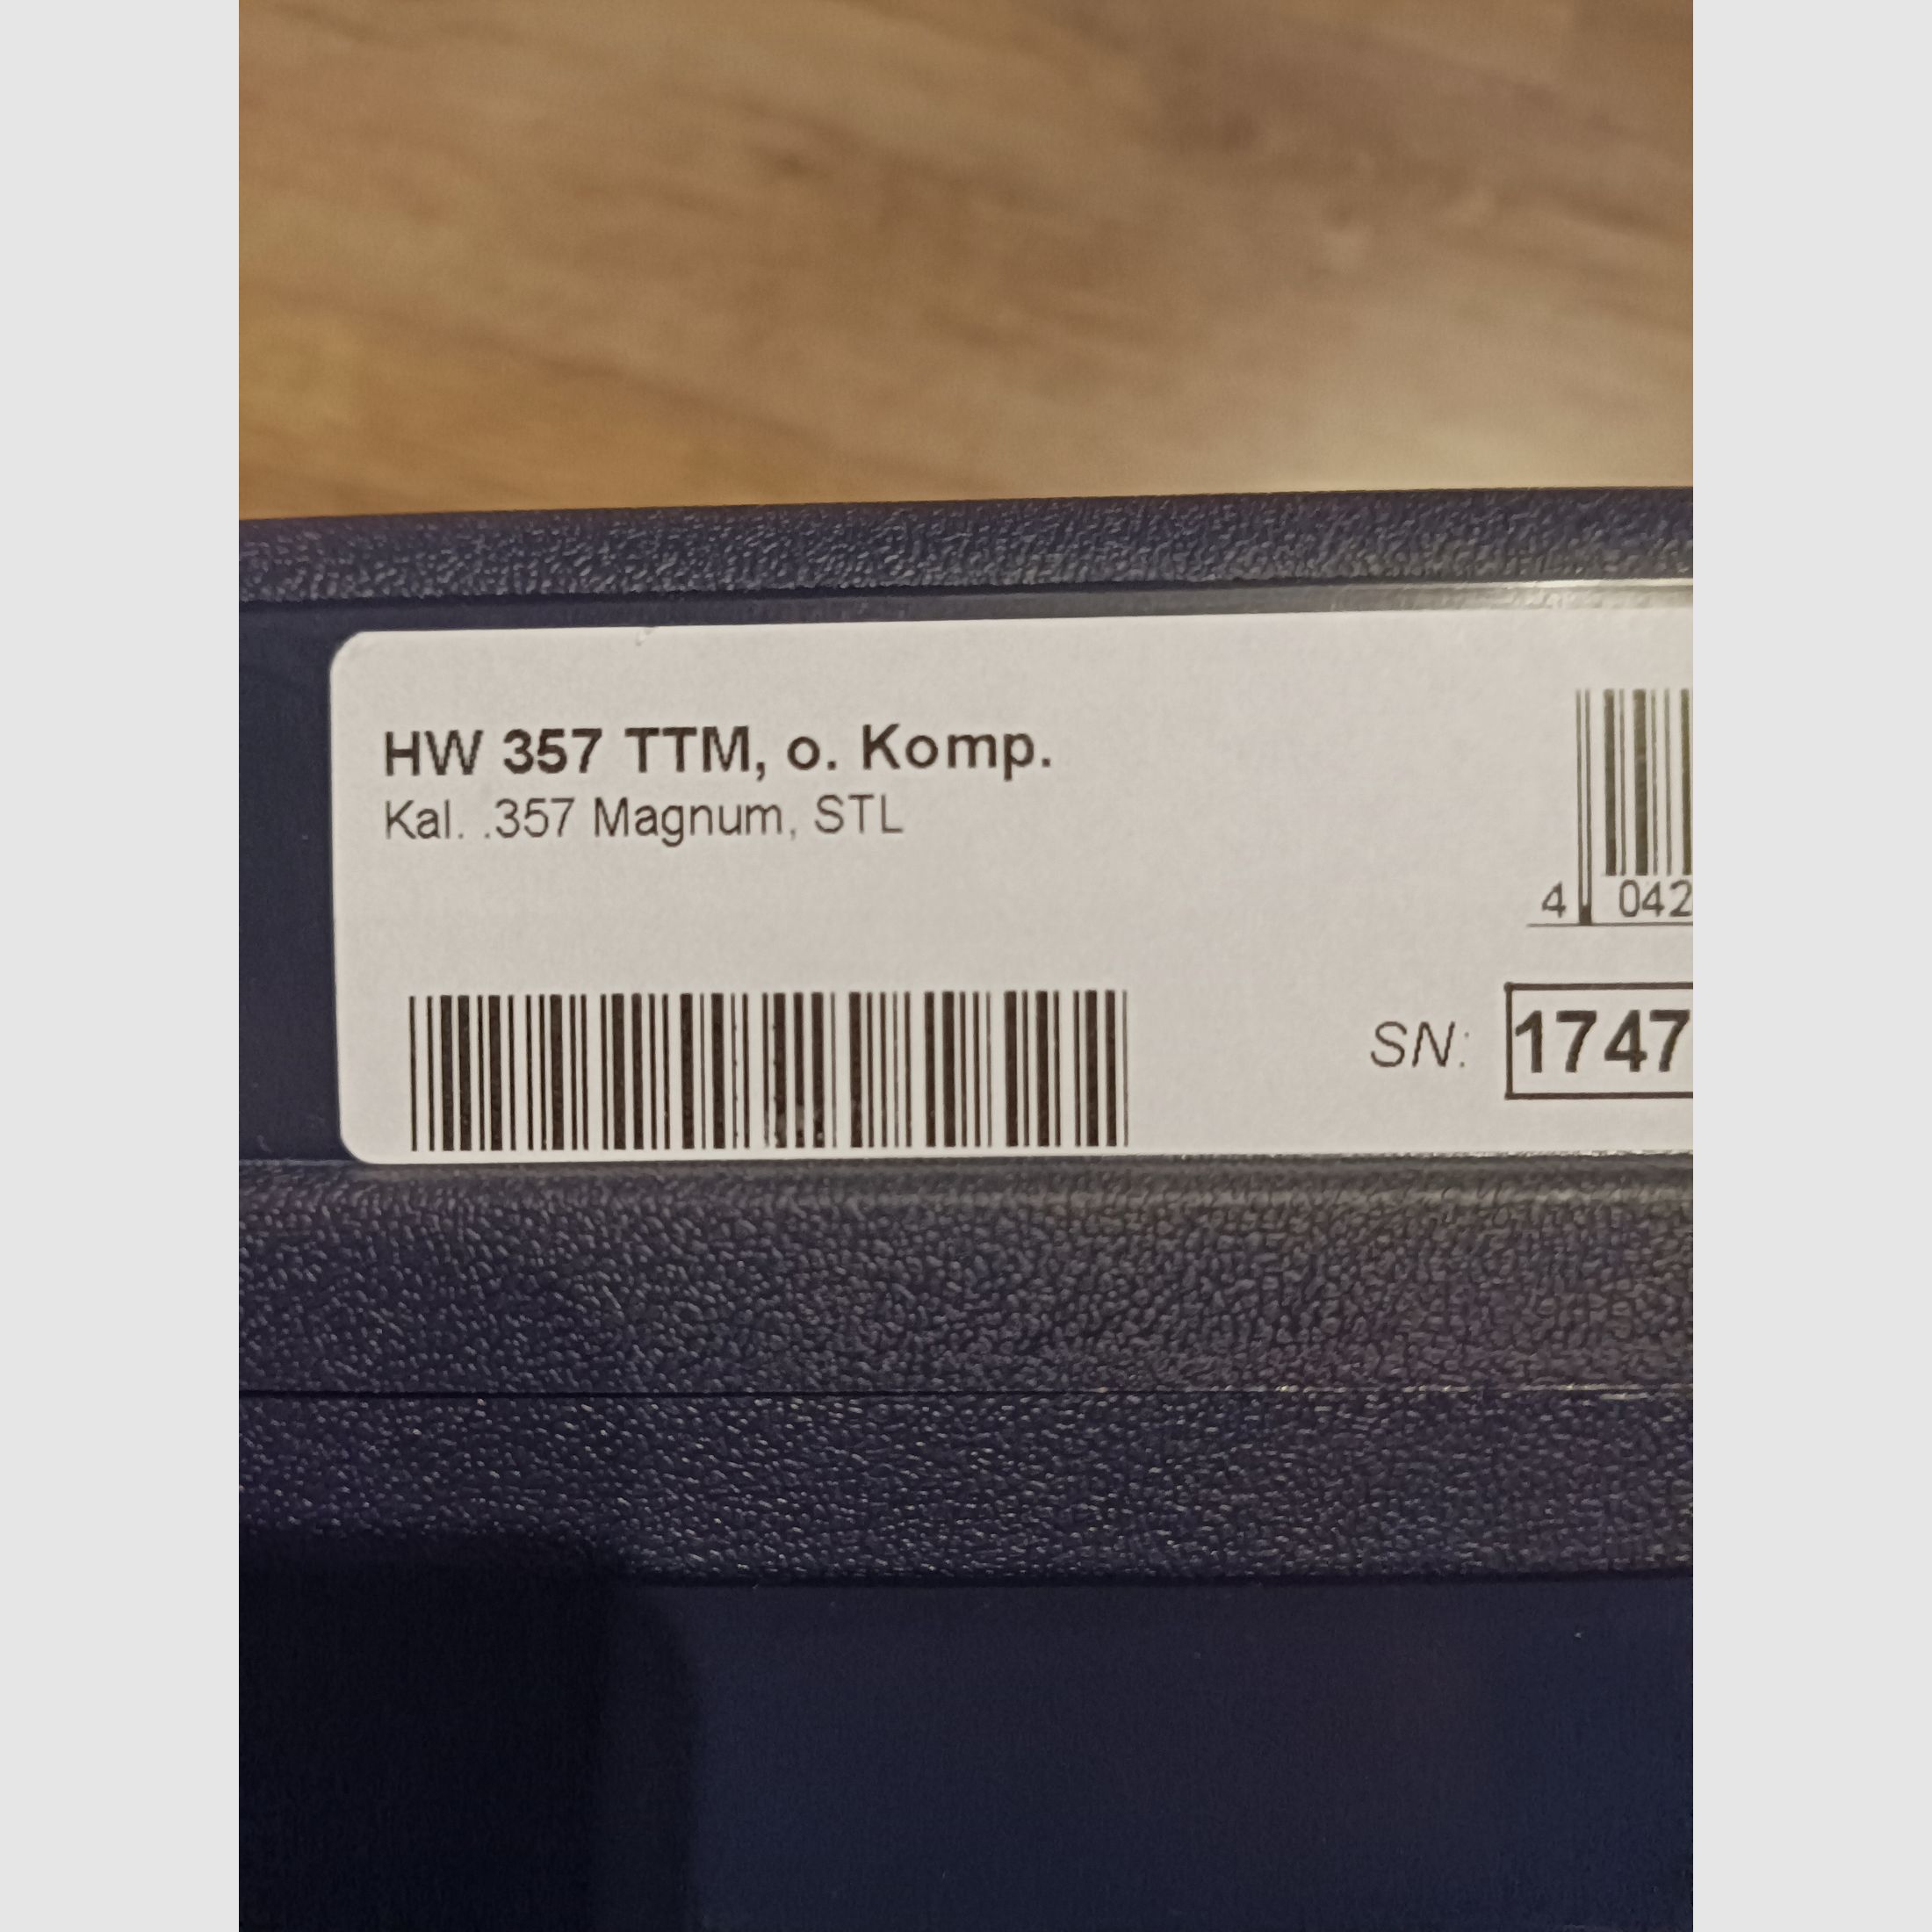 HW 357 TTM, o. Komp.
Kal. .357 Magnum, STL
4 042
SN: 1747